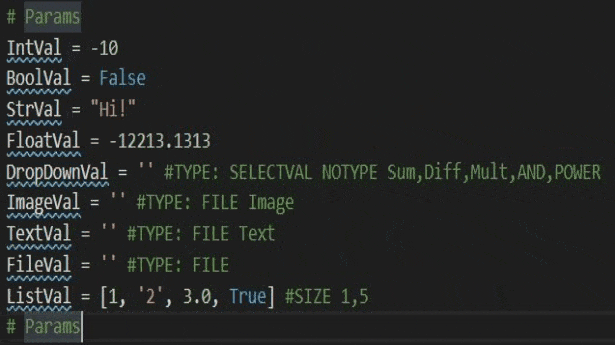 # Params
IntVal = -10
BoolVal = False
StrVal = "Hi!"
FloatVal = -12213.1313
DropDownVal = '' #TYPE: SELECTVAL NOTYPE Sum,Diff,Mult,AND,POWER
ImageVal = '' #TYPE: FILE Image
TextVal = '' #TYPE: FILE Text
FileVal = '' #TYPE: FILE
ListVal = [1, '2', 3.0, True] #SIZE 1,5
# Params